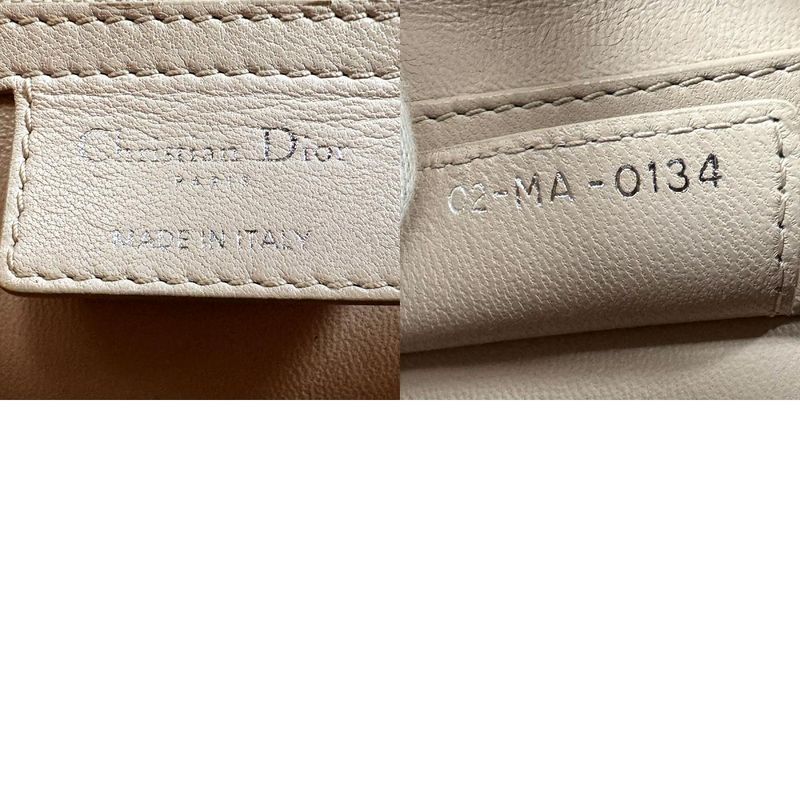 Christian Dior
PARIS
MADE IN ITALY
02-MA-0134